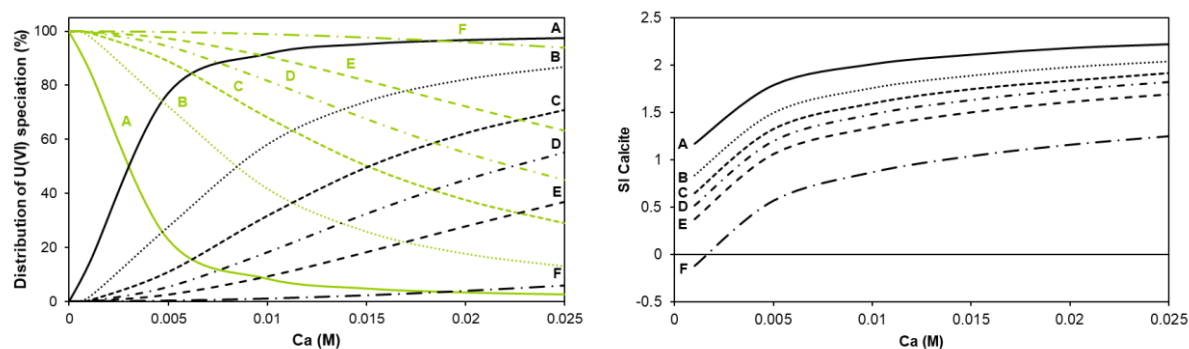 Distribution of U(VI) speciation (%)
100
80
60
40
20
0
0
0.005
0.01
0.015
0.02
0.025
Ca (M)
A
B
C
D
E
F
A
B
C
D
E
F
SI Calcite
2.5
2
1.5
1
0.5
0
-0.5
0
0.005
0.01
0.015
0.02
0.025
Ca (M)
A
B
C
D
E
F